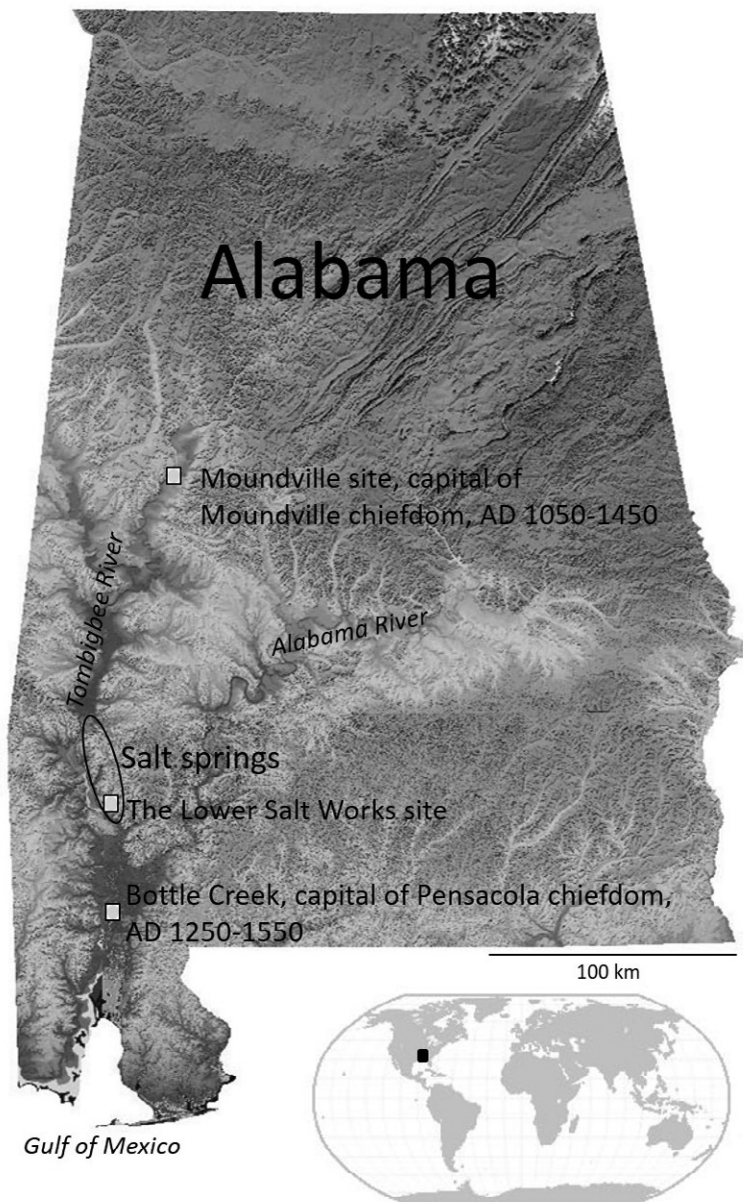 Alabama
Moundville site, capital of
Moundville chiefdom, AD 1050-1450
Tombigbee River
Alabama River
Salt springs
The Lower Salt Works site
Bottle Creek, capital of Pensacola chiefdom,
AD 1250-1550
100 km
Gulf of Mexico